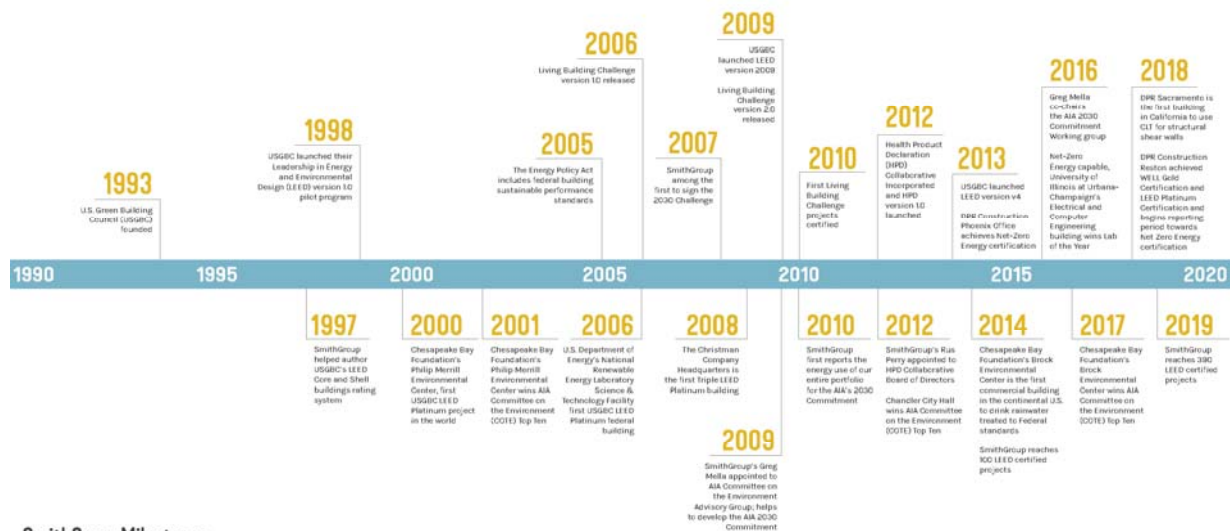 1993
U.S. Green Building
Council (USGBC)
founded
1998
USGBC launched their
Leadership in Energy
and Environmental
Design (LEED) version 1.0
pilot program
2006
Living Building Challenge
version 1.0 released
2005
The Energy Policy Act
includes federal building
sustainable performance
standards
2007
SmithGroup
among the
first to sign the
2030 Challenge
2009
USGBC
launched LEED
version 2009
Living Building
Challenge
version 2.0
released
2010
First Living
Building
Challenge
projects
certified
2012
Health Product
Declaration
(HPD)
Collaborative
Incorporated
and HPD
version 1.0
launched
2013
USGBC launched
LEED version v4
DPR Construction
Phoenix Office
achieves Net-Zero
Energy certification
2016
Greg Mella
co-chairs
the AIA 2030
Commitment
Working group
Net-Zero
Energy capable,
University of
Illinois at Urbana-
Champaign's
Electrical and
Computer
Engineering
building wins Lab
of the Year
2018
DPR Sacramento is
the first building
in California to use
CLT for structural
shear walls
DPR Construction
Reston achieved
WELL Gold
Certification and
LEED Platinum
Certification and
begins reporting
period towards
Net Zero Energy
certification
1990 1995 2000 2005 2010 2015 2020
1997
SmithGroup
helped author
USGBC's LEED
Core and Shell
buildings rating
system
2000
Chesapeake Bay
Foundation's
Philip Merrill
Environmental
Center, first
USGBC LEED
Platinum project
in the world
2001
Chesapeake Bay
Foundation's
Philip Merrill
Environmental
Center wins AIA
Committee on
the Environment
(COTE) Top Ten
2006
U.S. Department of
Energy's National
Renewable
Energy Laboratory
Science &
Technology Facility
first USGBC LEED
Platinum federal
building
2008
The Christman
Company
Headquarters is
the first triple LEED
Platinum building
2009
SmithGroup's Greg
Mella appointed to
AIA Committee on
the Environment
Advisory Group; helps
to develop the AIA 2030
Commitment
2010
SmithGroup
first reports the
energy use of our
entire portfolio
for the AIA's 2030
Commitment
2012
SmithGroup's Rus
Perry appointed to
HPD Collaborative
Board of Directors
Chandler City Hall
wins AIA Committee
on the Environment
(COTE) Top Ten
2014
Chesapeake Bay
Foundation's Brock
Environmental
Center is the first
commercial building
in the continental U.S.
to drink rainwater
treated to Federal
standards
SmithGroup reaches
100 LEED certified
projects
2017
Chesapeake Bay
Foundation's
Brock
Environmental
Center wins AIA
Committee on
the Environment
(COTE) Top Ten
2019
SmithGroup
reaches 390
LEED certified
projects